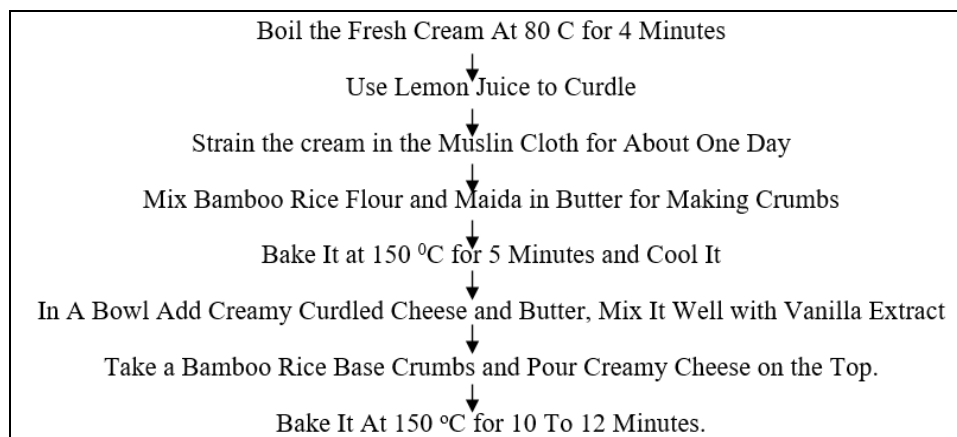 Boil the Fresh Cream At 80 C for 4 Minutes
Use Lemon Juice to Curdle
Strain the cream in the Muslin Cloth for About One Day
Mix Bamboo Rice Flour and Maida in Butter for Making Crumbs
Bake It at 150 ⁰C for 5 Minutes and Cool It
In A Bowl Add Creamy Curdled Cheese and Butter, Mix It Well with Vanilla Extract
Take a Bamboo Rice Base Crumbs and Pour Creamy Cheese on the Top.
Bake It At 150 ᵒC for 10 To 12 Minutes.